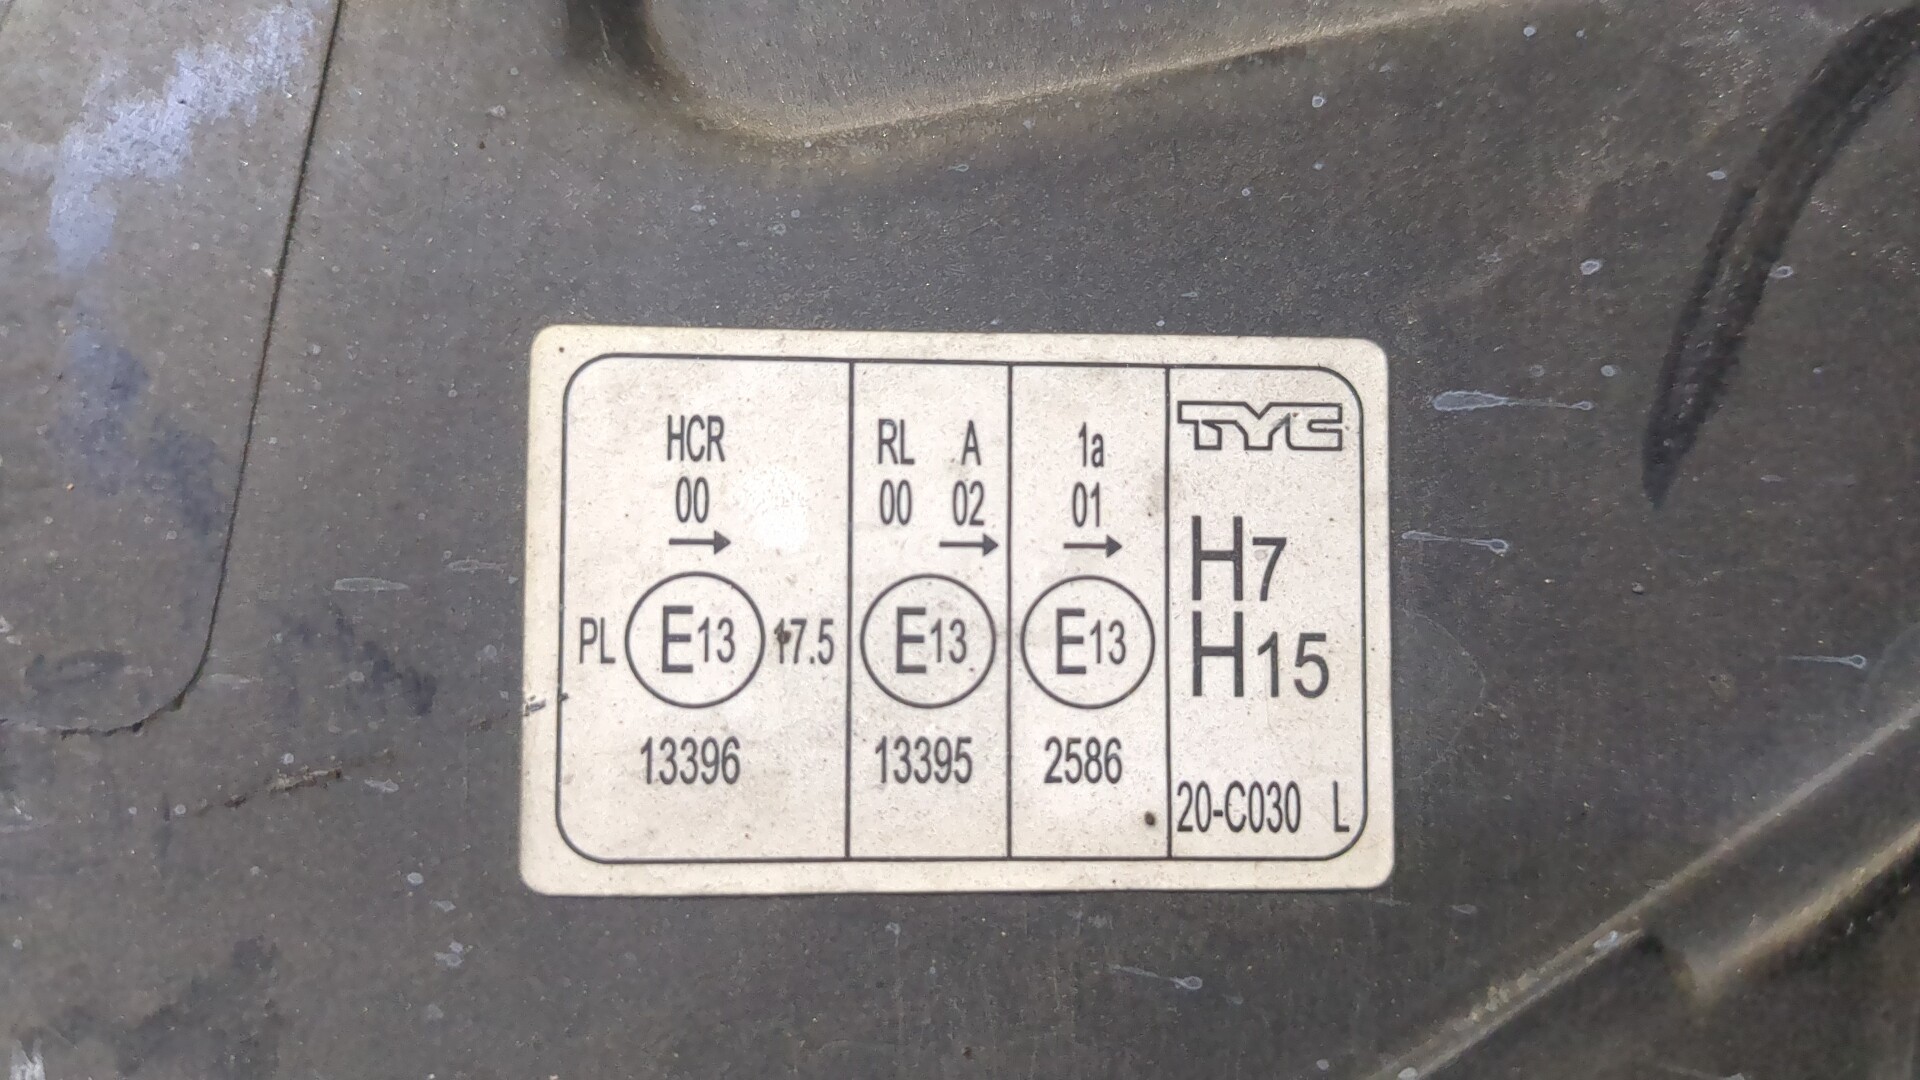 HCR
00
→
PL E13 17.5
13396
RL A
00 02
→
E13
13395
1a
01
→
E13
2586
TYC
H7
H15
20-C030 L